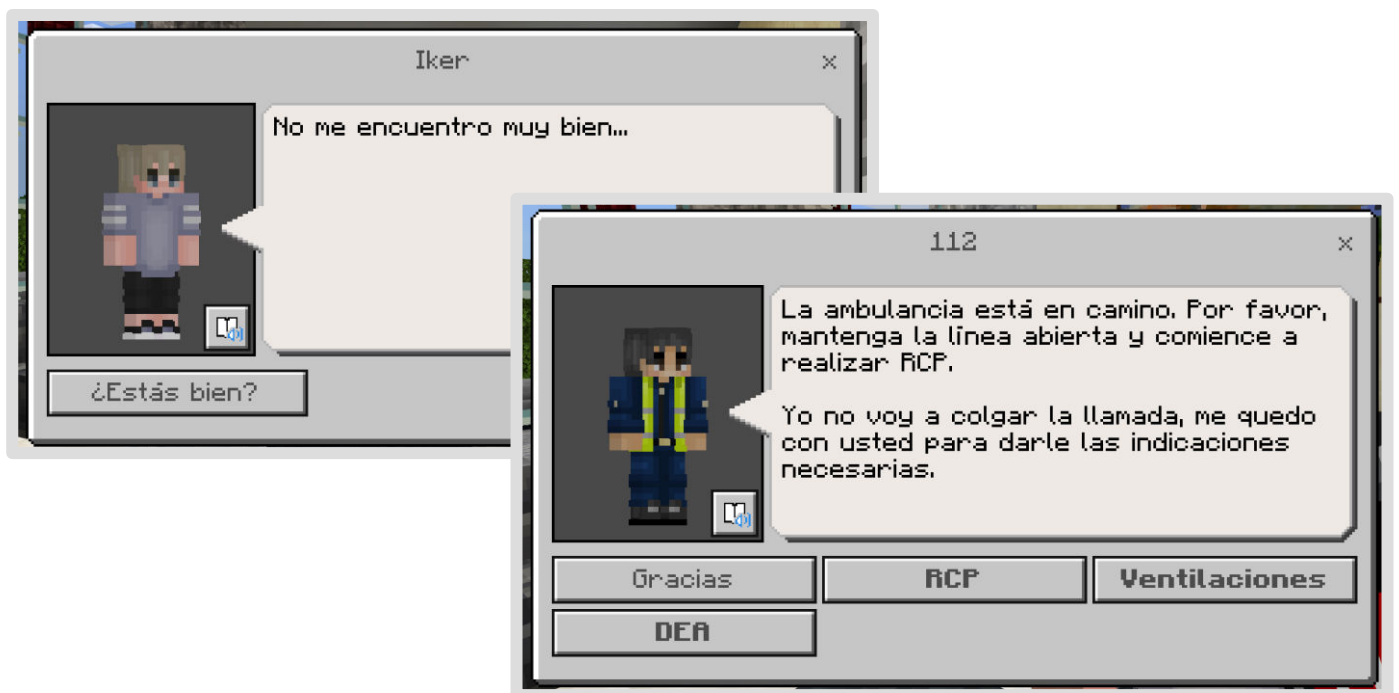 Iker
x
No me encuentro muy bien...
¿Estás bien?
112
x
La ambulancia está en camino. Por favor,
mantenga la línea abierta y comience a
realizar RCP.
Yo no voy a colgar la llamada, me quedo
con usted para darle las indicaciones
necesarias.
Gracias
RCP
Ventilaciones
DEA